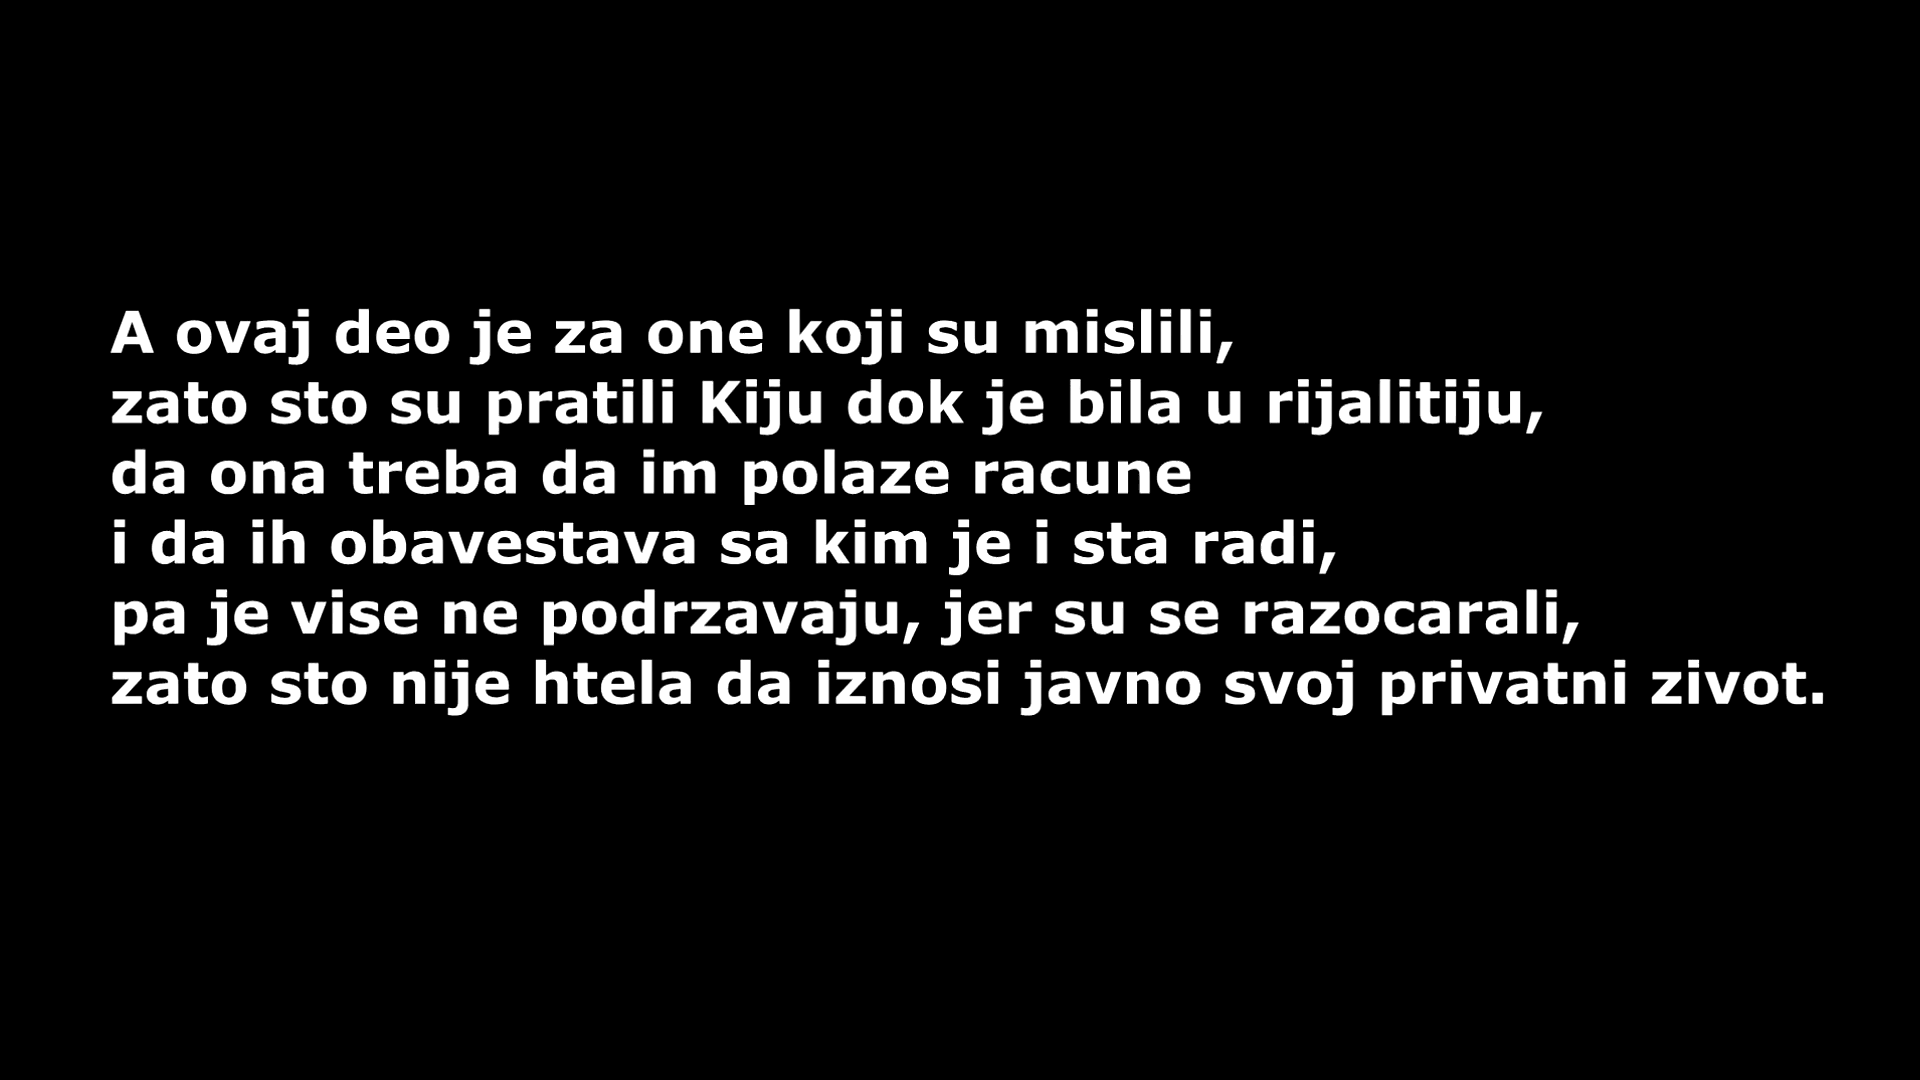 A ovaj deo je za one koji su mislili,
zato sto su pratili Kiju dok je bila u rijalitiju,
da ona treba da im polaze racune
i da ih obavestava sa kim je i sta radi,
pa je vise ne podrzavaju, jer su se razocarali,
zato sto nije htela da iznosi javno svoj privatni zivot.